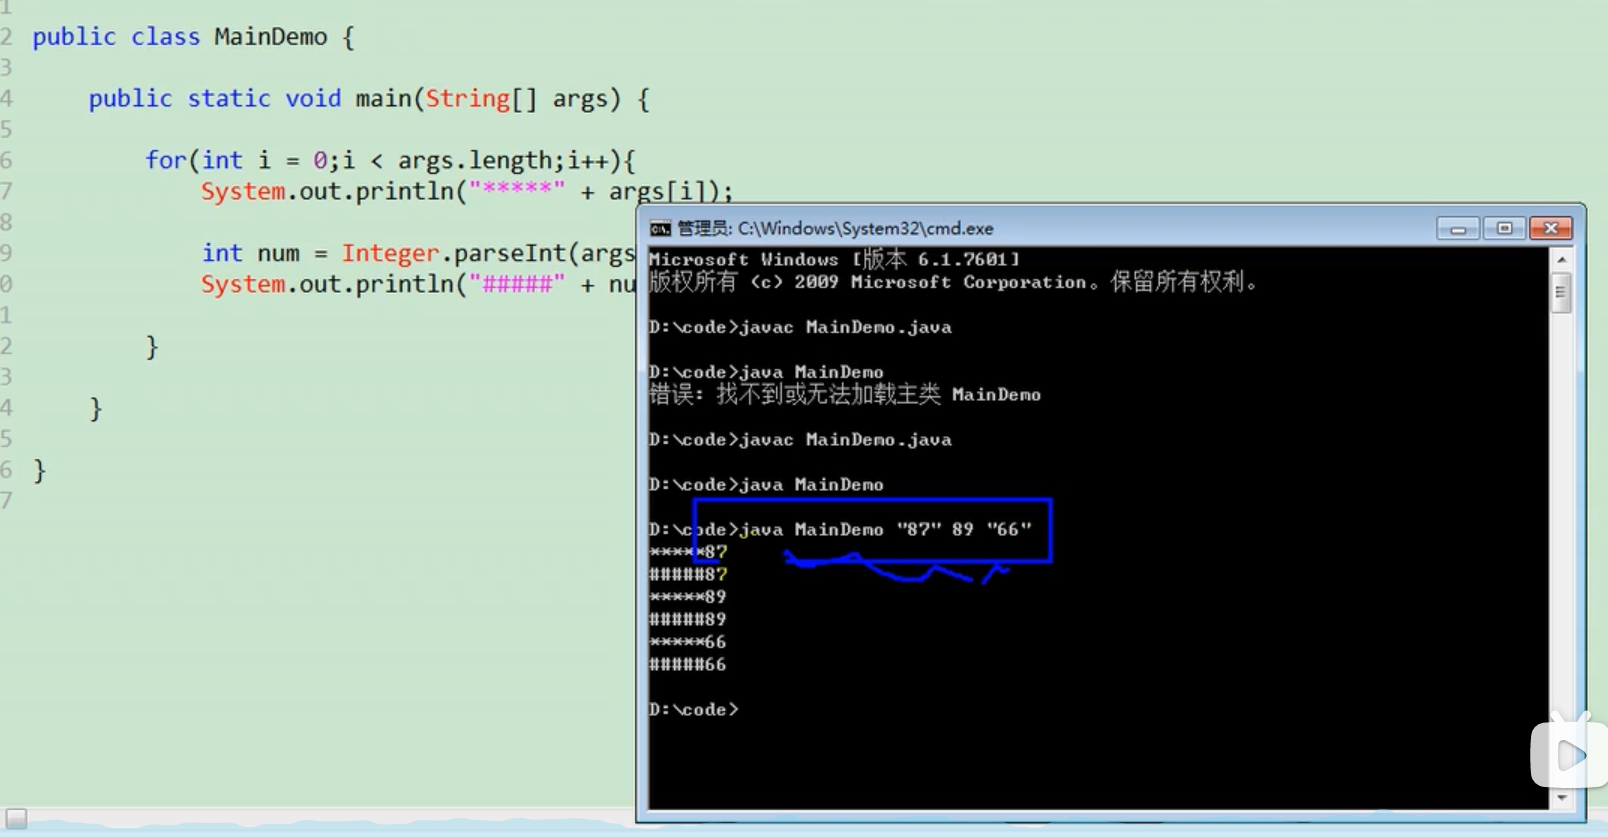 1
2 public class MainDemo {
3
4 public static void main(String[] args) {
5
6 for(int i = 0;i < args.length;i++){
7 System.out.println("*****" + args[i]);
8
9 int num = Integer.parseInt(args
0 System.out.println("#####" + nu
1
2 }
3
4 }
5
6 }
7
管理员: C:\Windows\System32\cmd.exe
Microsoft Windows [版本 6.1.7601]
版权所有 (c) 2009 Microsoft Corporation。保留所有权利。
D:\code>javac MainDemo.java
D:\code>java MainDemo
错误: 找不到或无法加载主类 MainDemo
D:\code>javac MainDemo.java
D:\code>java MainDemo
D:\code>java MainDemo "87" 89 "66"
*****87
#####87
*****89
#####89
*****66
#####66
D:\code>